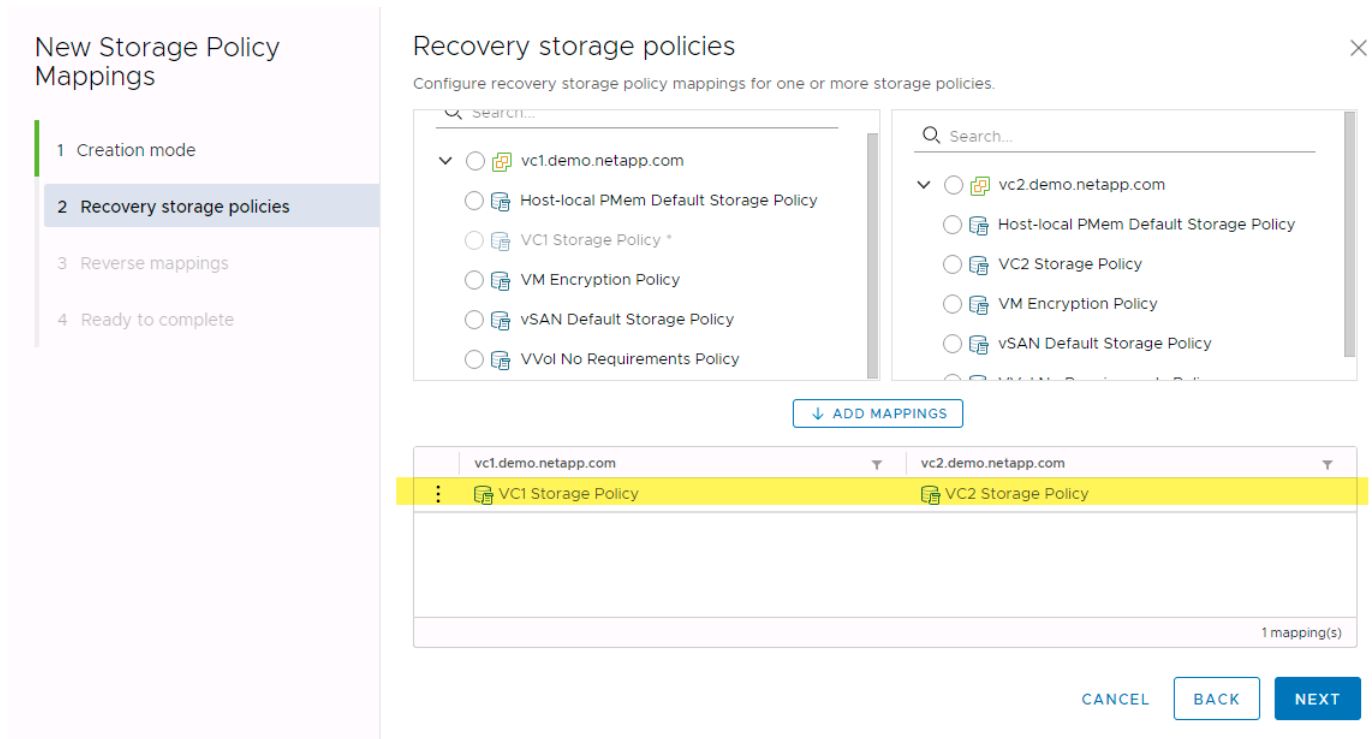 New Storage Policy
Mappings
1 Creation mode
2 Recovery storage policies
3 Reverse mappings
4 Ready to complete
Recovery storage policies
Configure recovery storage policy mappings for one or more storage policies.
Search...
vc1.demo.netapp.com
Host-local PMem Default Storage Policy
VC1 Storage Policy *
VM Encryption Policy
vSAN Default Storage Policy
VVol No Requirements Policy
Search...
vc2.demo.netapp.com
Host-local PMem Default Storage Policy
VC2 Storage Policy
VM Encryption Policy
vSAN Default Storage Policy
ADD MAPPINGS
vc1.demo.netapp.com vc2.demo.netapp.com
VC1 Storage Policy VC2 Storage Policy
1 mapping(s)
CANCEL BACK NEXT